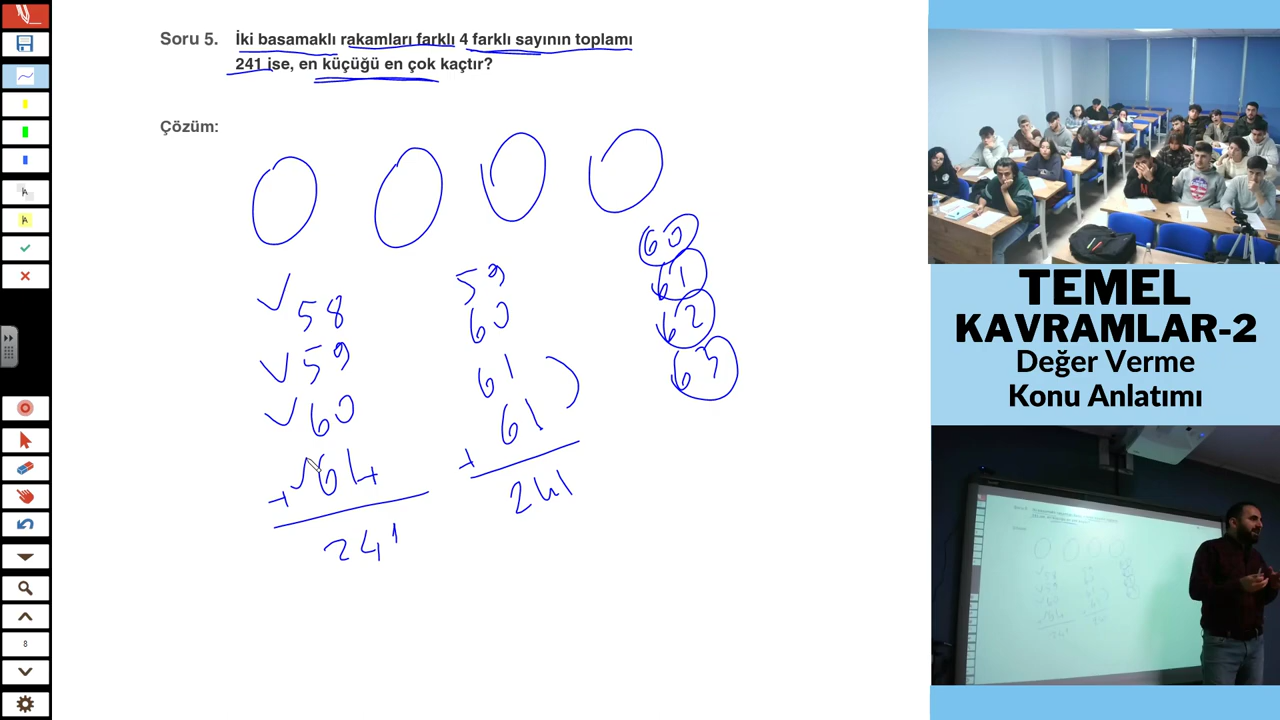 Soru 5. İki basamaklı rakamları farklı 4 farklı sayının toplamı
241 ise, en küçüğü en çok kaçtır?
Çözüm:
58
59
60
+ 64
241
59
60
61
+ 61
241
60
61
62
63
8
TEMEL
KAVRAMLAR-2
Değer Verme
Konu Anlatımı